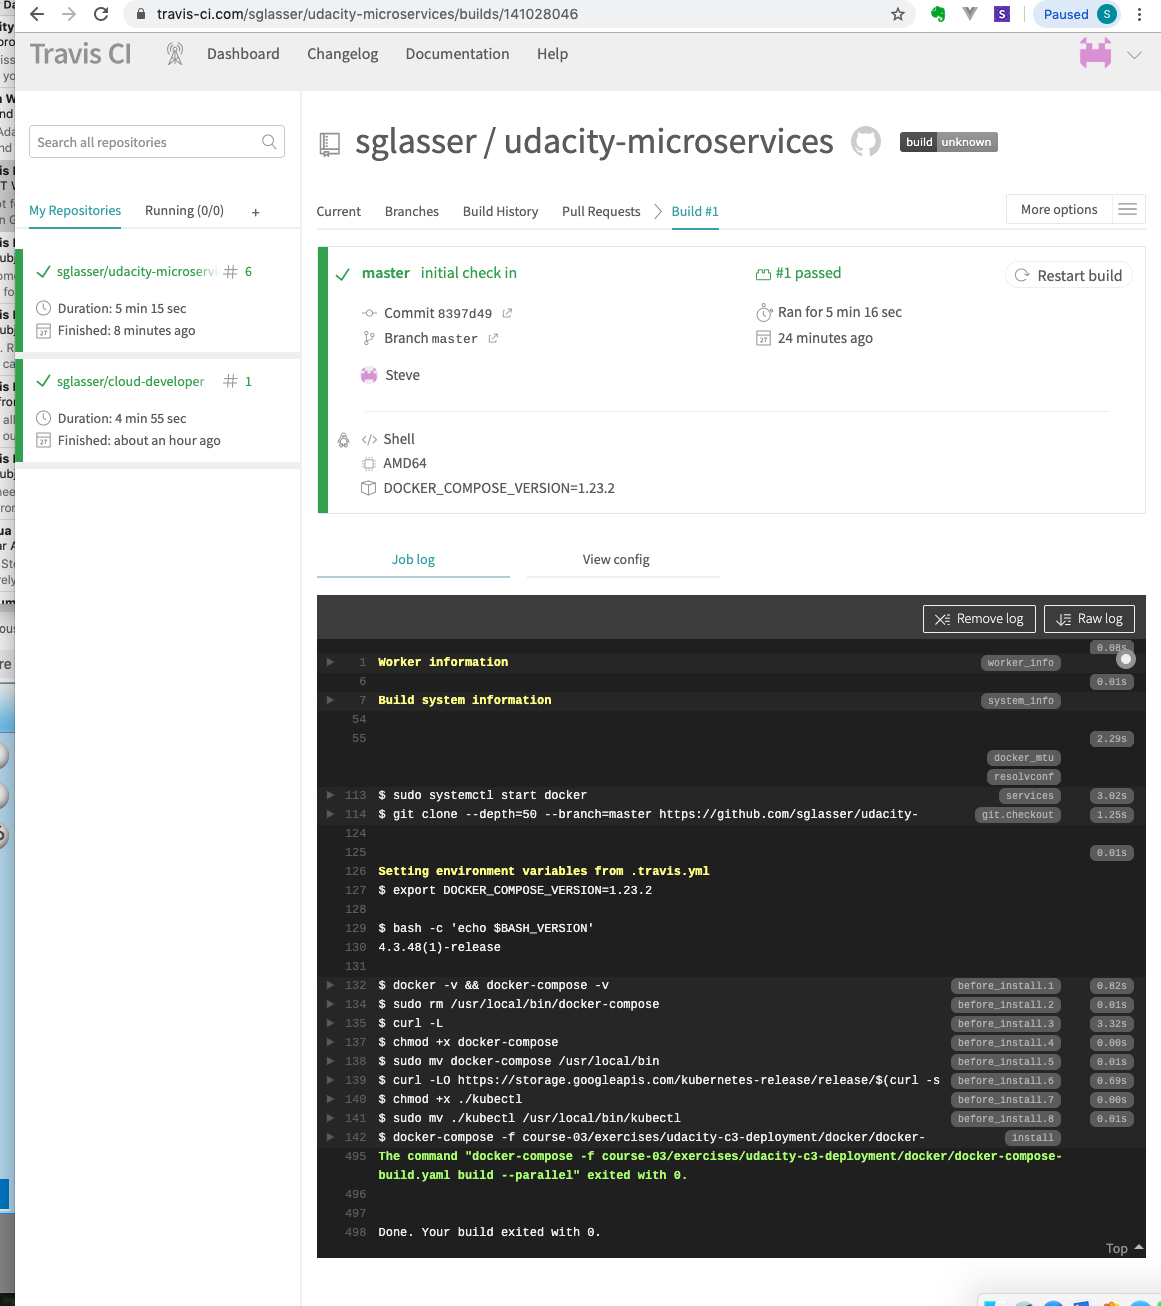 travis-ci.com/sglasser/udacity-microservices/builds/141028046
Paused S
Travis CI Dashboard Changelog Documentation Help
Search all repositories
My Repositories Running (0/0) +
sglasser/udacity-microservi # 6
Duration: 5 min 15 sec
Finished: 8 minutes ago
sglasser/cloud-developer # 1
Duration: 4 min 55 sec
Finished: about an hour ago
sglasser / udacity-microservices build unknown
Current Branches Build History Pull Requests Build #1 More options
master initial check in
#1 passed
Restart build
Commit 8397d49
Ran for 5 min 16 sec
Branch master
24 minutes ago
Steve
</> Shell
AMD64
DOCKER_COMPOSE_VERSION=1.23.2
Job log View config
Remove log Raw log
0.08s
1 Worker information worker_info
6 0.01s
7 Build system information system_info
54
55 2.29s
docker_mtu
resolvconf
113 $ sudo systemctl start docker services 3.02s
114 $ git clone --depth=50 --branch=master https://github.com/sglasser/udacity- git.checkout 1.25s
124
125 0.01s
126 Setting environment variables from .travis.yml
127 $ export DOCKER_COMPOSE_VERSION=1.23.2
128
129 $ bash -c 'echo $BASH_VERSION'
130 4.3.48(1)-release
131
132 $ docker -v && docker-compose -v before_install.1 0.82s
134 $ sudo rm /usr/local/bin/docker-compose before_install.2 0.01s
135 $ curl -L before_install.3 3.32s
137 $ chmod +x docker-compose before_install.4 0.00s
138 $ sudo mv docker-compose /usr/local/bin before_install.5 0.01s
139 $ curl -LO https://storage.googleapis.com/kubernetes-release/release/$(curl -s before_install.6 0.69s
140 $ chmod +x ./kubectl before_install.7 0.00s
141 $ sudo mv ./kubectl /usr/local/bin/kubectl before_install.8 0.01s
142 $ docker-compose -f course-03/exercises/udacity-c3-deployment/docker/docker- install
495 The command "docker-compose -f course-03/exercises/udacity-c3-deployment/docker/docker-compose-
build.yaml build --parallel" exited with 0.
496
497
498 Done. Your build exited with 0.
Top